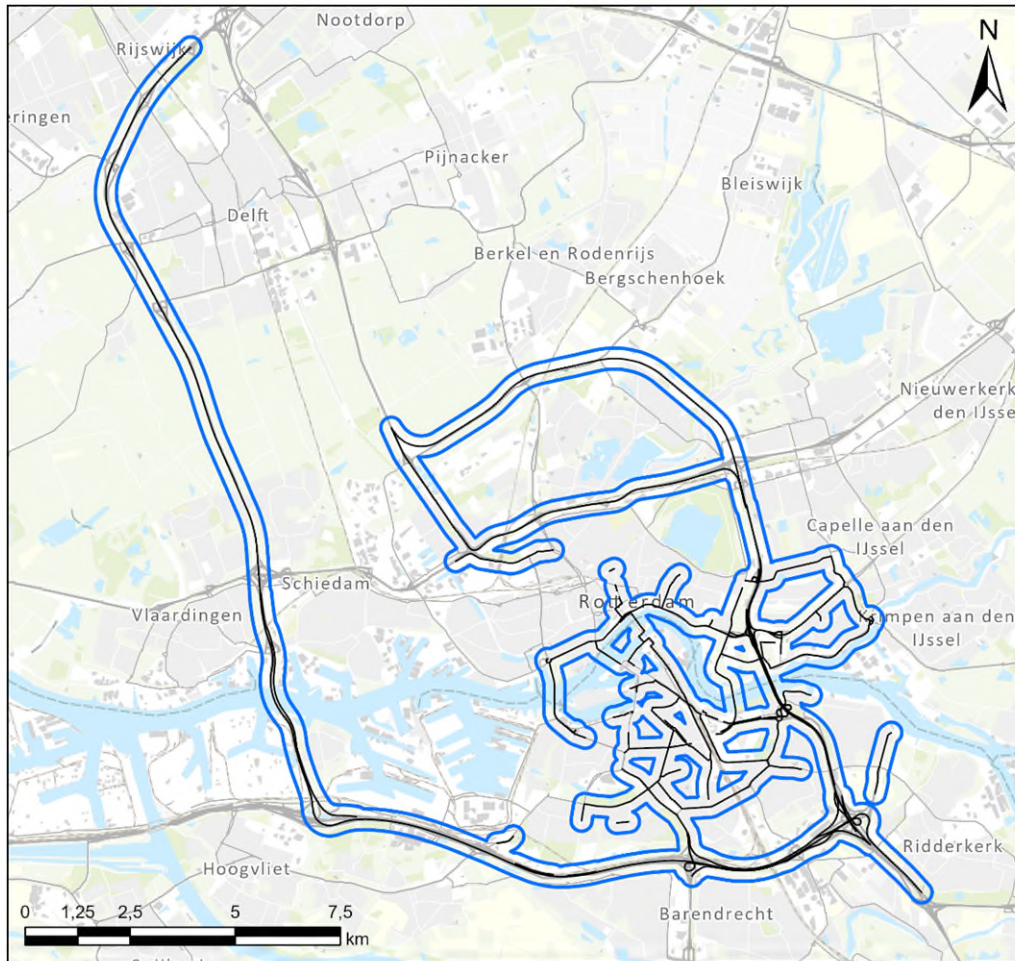 Nootdorp
Rijswijk
N
eringen
Pijnacker
Bleiswijk
Delft
Berkel en Rodenrijs
Bergschenhoek
Nieuwerkerk
den IJssel
Capelle aan den
IJssel
Schiedam
Rotterdam
Vlaardingen
Krimpen aan den
IJssel
Ridderkerk
Hoogvliet
Barendrecht
0 1,25 2,5 5 7,5
km